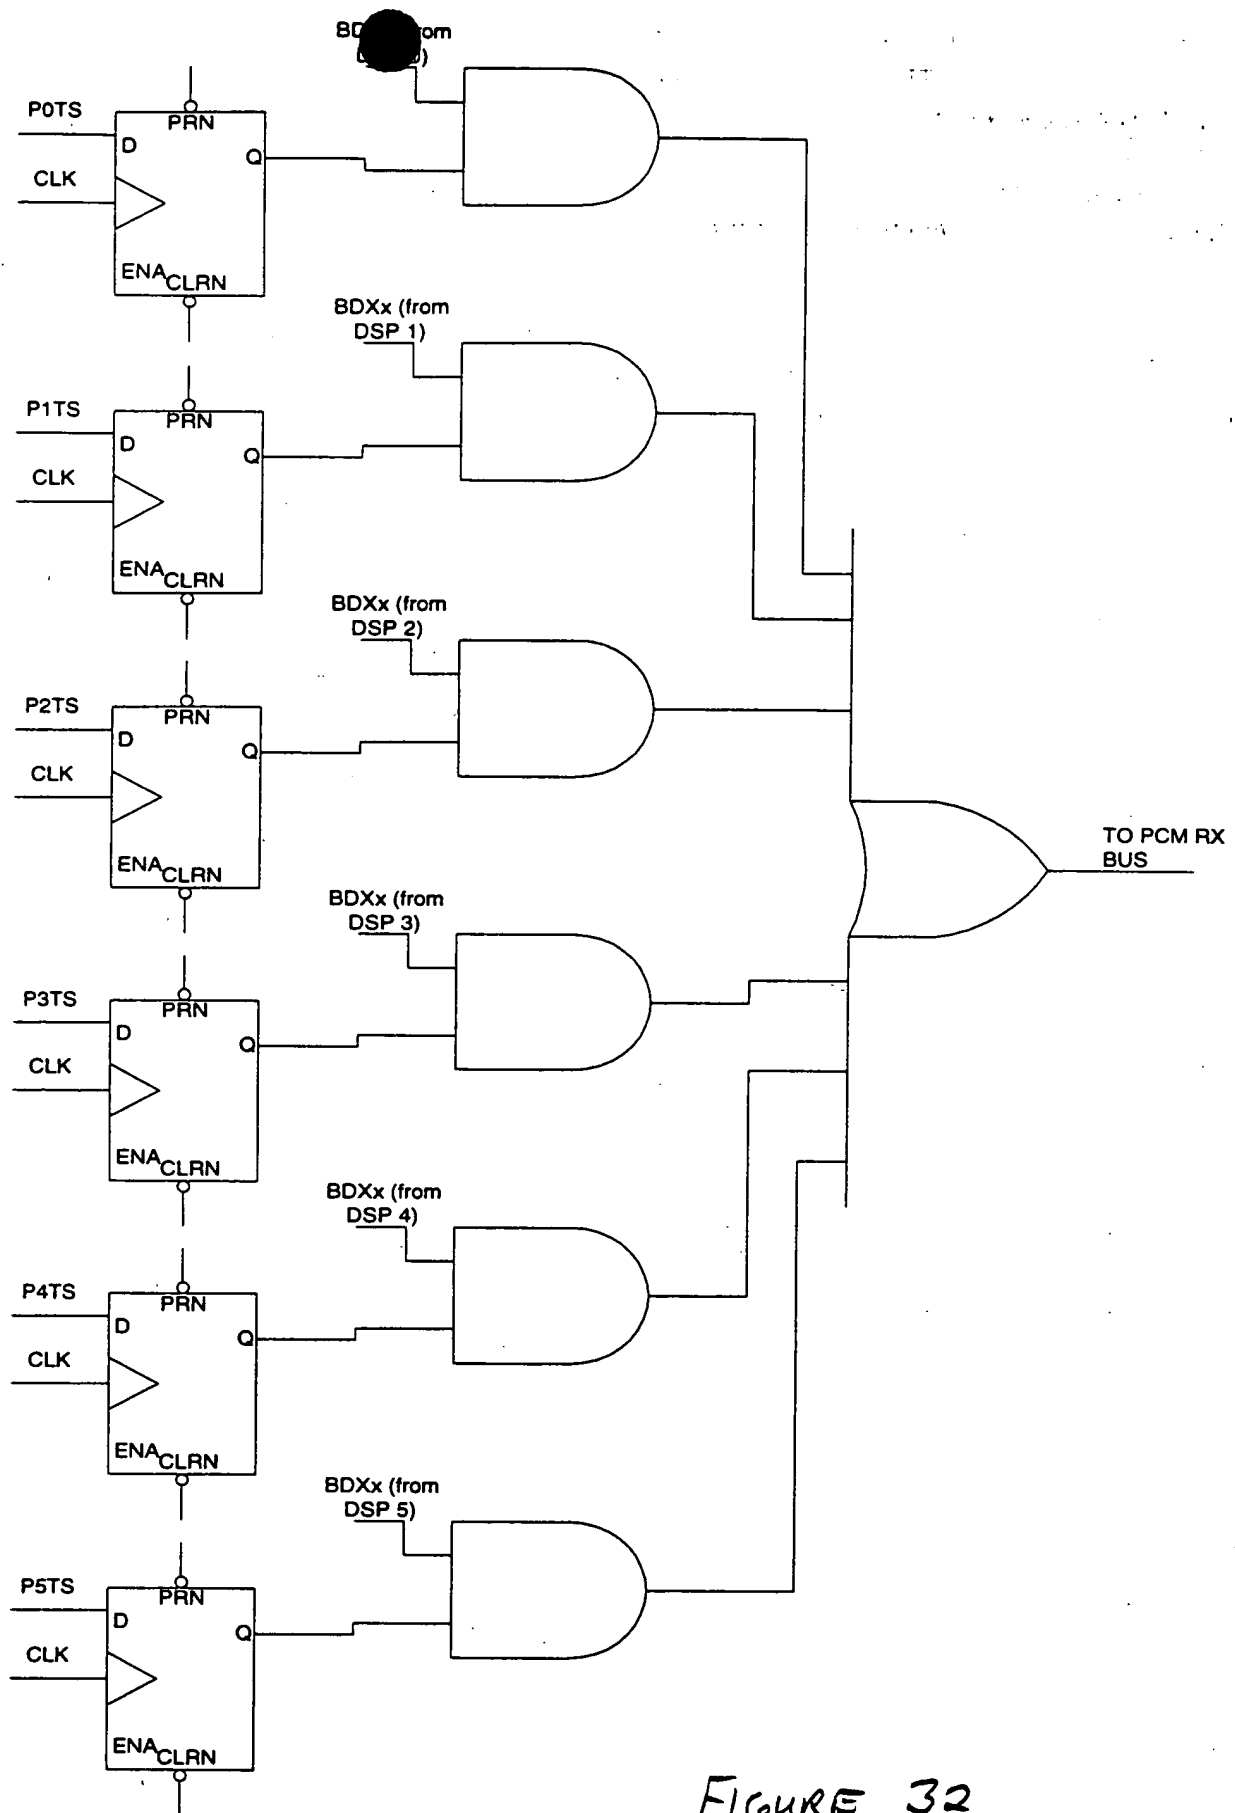 P0TS
CLK
D
PRN
Q
ENA
CLRN
BDXx (from
DSP 1)
P1TS
CLK
D
PRN
Q
ENA
CLRN
BDXx (from
DSP 2)
P2TS
CLK
D
PRN
Q
ENA
CLRN
TO PCM RX
BUS
BDXx (from
DSP 3)
P3TS
CLK
D
PRN
Q
ENA
CLRN
BDXx (from
DSP 4)
P4TS
CLK
D
PRN
Q
ENA
CLRN
BDXx (from
DSP 5)
P5TS
CLK
D
PRN
Q
ENA
CLRN
FIGURE 32